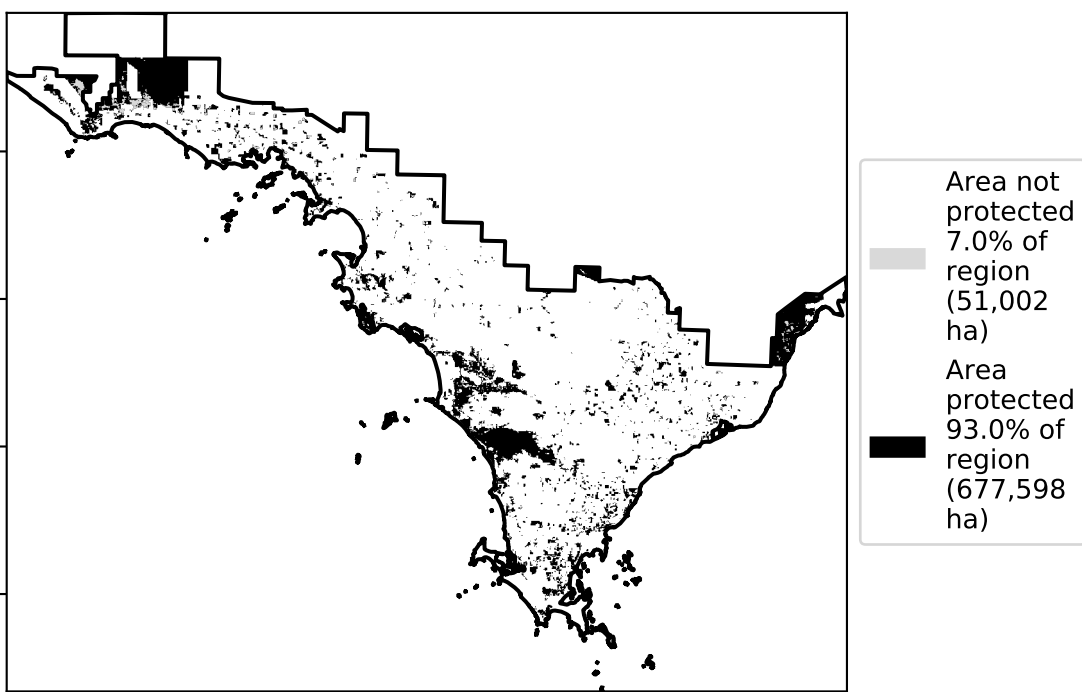 Area not
protected
7.0% of
region
(51,002
ha)
Area
protected
93.0% of
region
(677,598
ha)